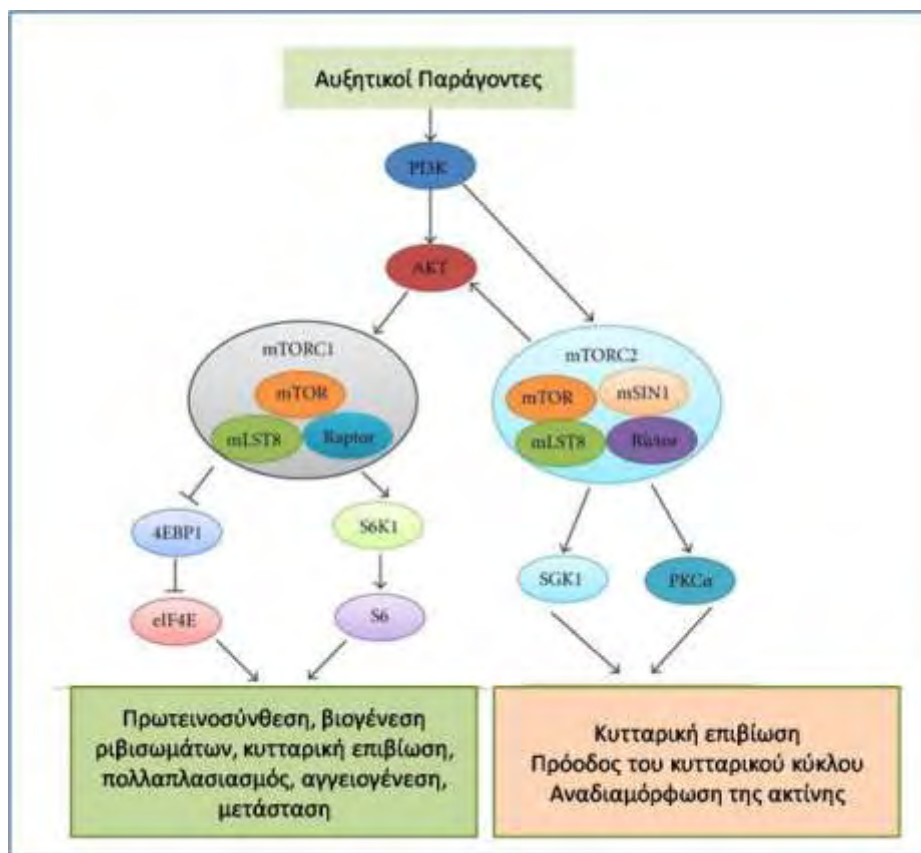 Αυξητικοί Παράγοντες
PI3K
AKT
mTORC1
mTOR
mLST8
Raptor
mTORC2
mTOR
mSIN1
mLST8
Rictor
4EBP1
S6K1
SGK1
PKCα
eIF4E
S6
Πρωτεινοσύνθεση, βιογένεση
ριβισωμάτων, κυτταρική επιβίωση,
πολλαπλασιασμός, αγγειογένεση,
μετάσταση
Κυτταρική επιβίωση
Πρόοδος του κυτταρικού κύκλου
Αναδιαμόρφωση της ακτίνης